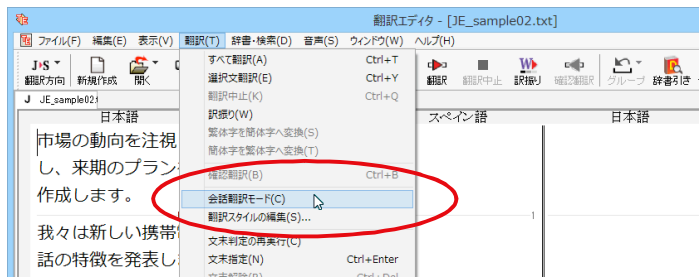 翻訳エディタ - [JE_sample02.txt]
ファイル(F) 編集(E) 表示(V) 翻訳(T) 辞書・検索(D) 音声(S) ウィンドウ(W) ヘルプ(H)
J▸S
翻訳方向 新規作成 開く 翻訳 翻訳中止 訳振り 確認翻訳 グループ 辞書引き
J JE_sample02.t
日本語 スペイン語 日本語
すべて翻訳(A) Ctrl+T
選択文翻訳(E) Ctrl+Y
翻訳中止(K) Ctrl+Q
訳振り(W)
繁体字を簡体字へ変換(S)
簡体字を繁体字へ変換(T)
確認翻訳(B) Ctrl+B
会話翻訳モード(C)
翻訳スタイルの編集(S)...
文末判定の再実行(C)
文末指定(N) Ctrl+Enter
文末解除(R) Ctrl+Del
市場の動向を注視
し、来期のプラン
作成します。
1
我々は新しい携帯
話の特徴を発表し